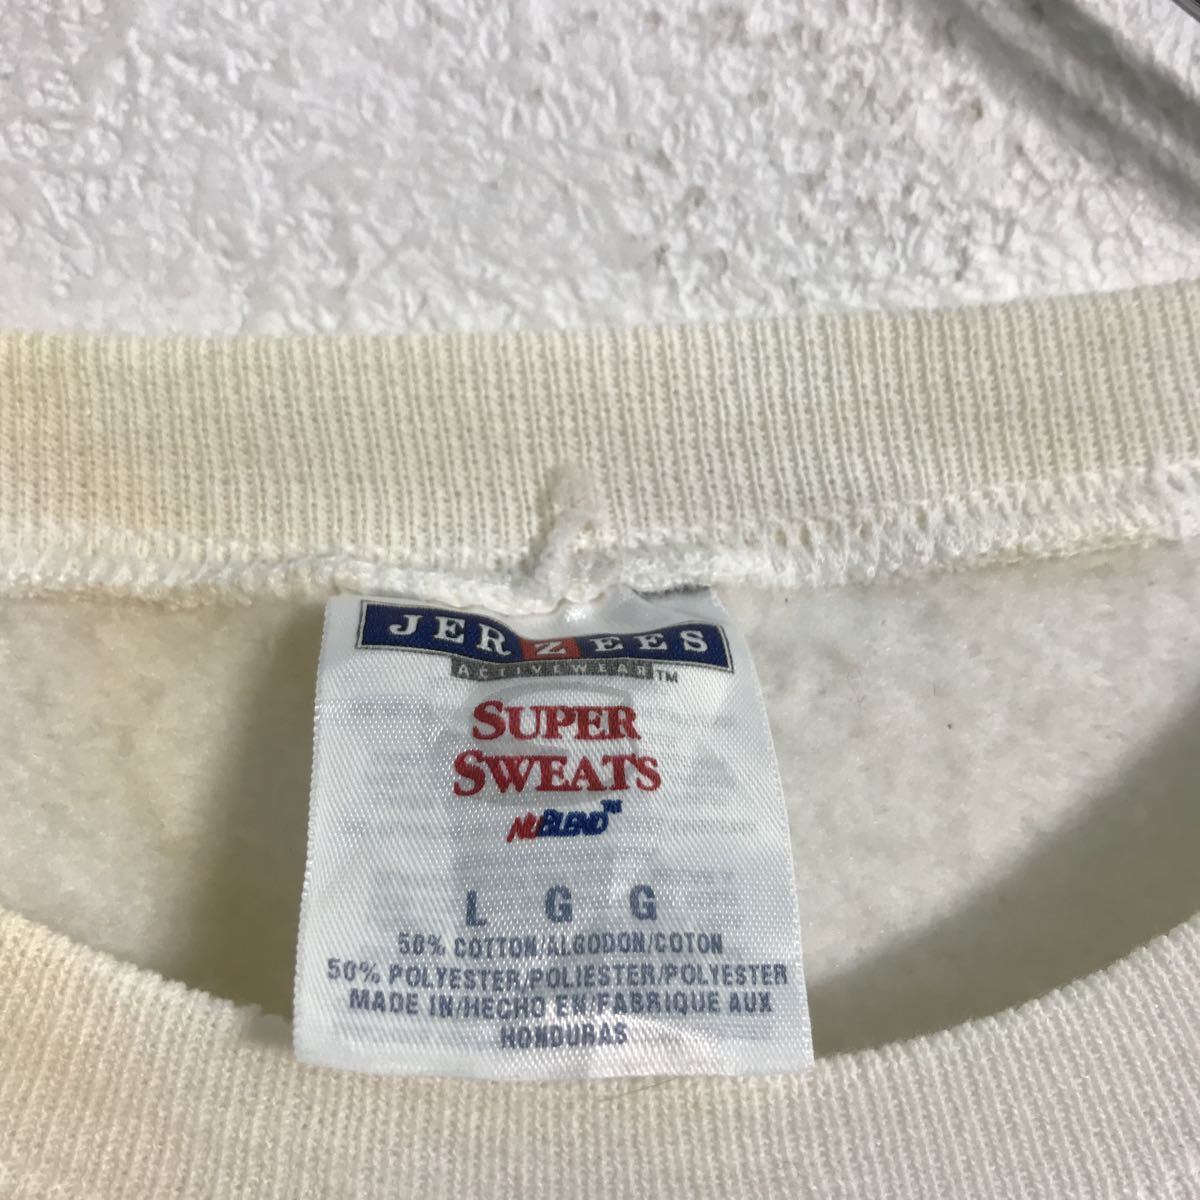 JERZEES
ACTIVEWEAR™
SUPER
SWEATS
NUBLEND™
L G G
50% COTTON/ALGODON/COTON
50% POLYESTER/POLIESTER/POLYESTER
MADE IN/HECHO EN/FABRIQUE AUX
HONDURAS